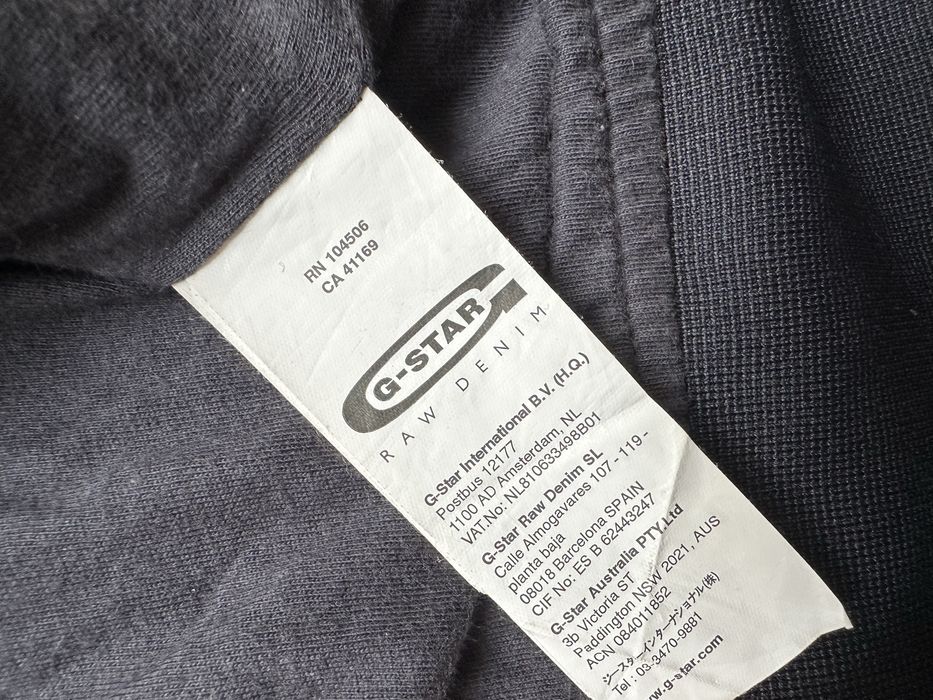 RN 104506
CA 41169
G-STAR
RAW DENIM
G-Star International B.V. (H.Q.)
Postbus 12177
1100 AD Amsterdam, NL
VAT.No: NL810633498B01
G-Star Raw Denim SL
Calle Almogavares 107 - 119 -
planta baja
08018 Barcelona SPAIN
CIF No: ES B 62443247
G-Star Australia PTY.Ltd
3b Victoria ST
Paddington NSW 2021, AUS
ACN 084011852
ジースターインターナショナル(株)
Tel : 03-3470-9881
w.g-star.com